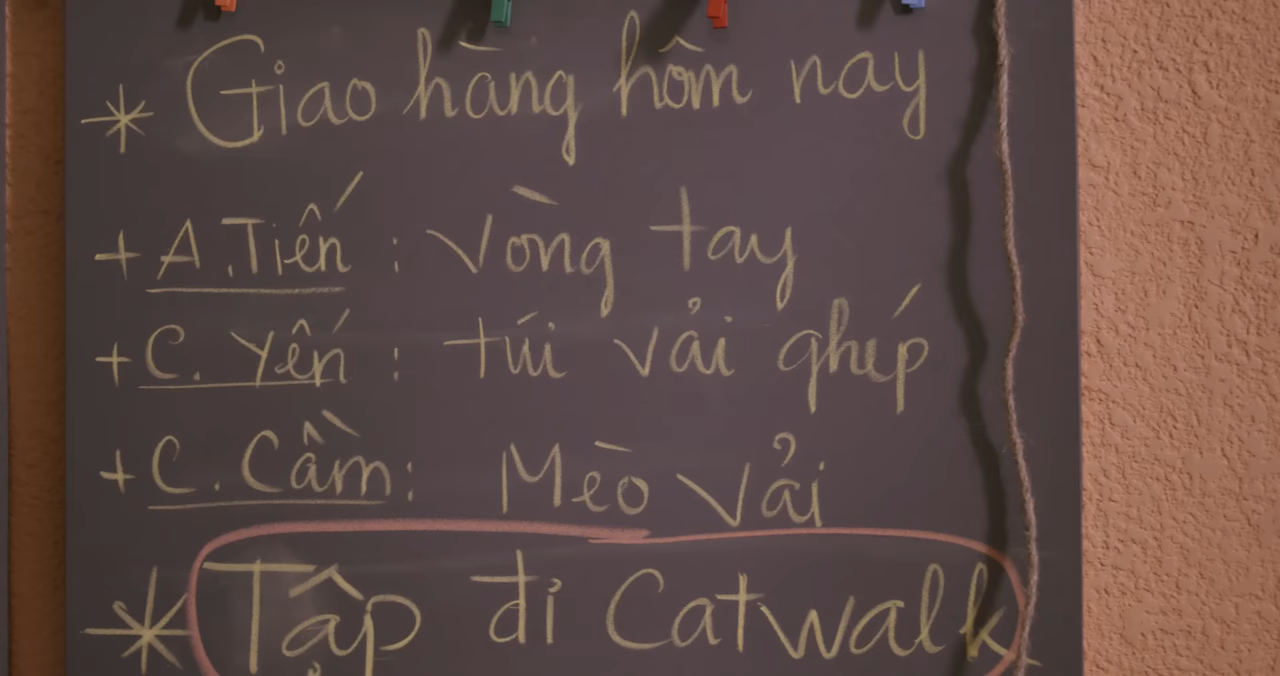 * Giao hàng hôm nay
+ A.Tiến : vòng tay
+ C. Yến : túi vải ghép
+ C. Cầm : Mèo vải
* Tập đi Catwalk